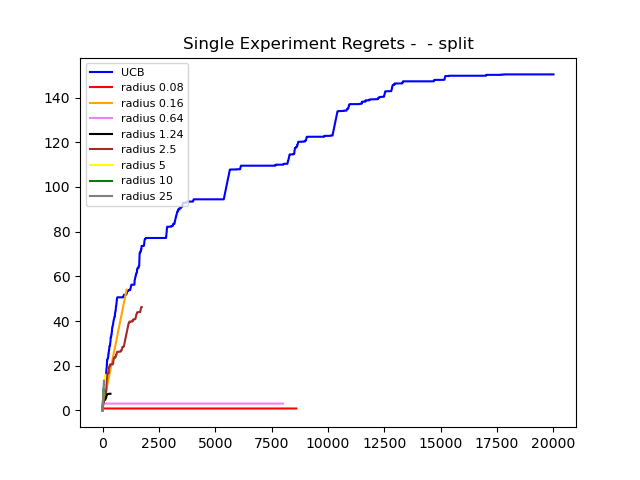 Single Experiment Regrets -  - split
UCB
radius 0.08
radius 0.16
radius 0.64
radius 1.24
radius 2.5
radius 5
radius 10
radius 25
140
120
100
80
60
40
20
0
0 2500 5000 7500 10000 12500 15000 17500 20000